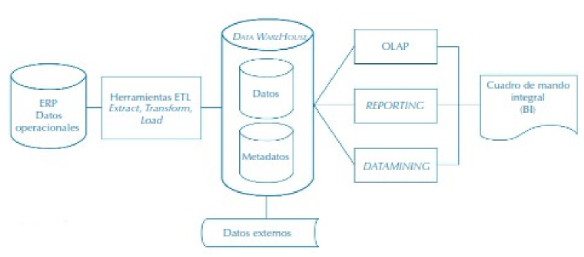 DATA WAREHOUSE
OLAP
ERP
Datos
operacionales
Herramientas ETL
Extract, Transform,
Load
Datos
REPORTING
Cuadro de mando
integral
(BI)
Metadatos
DATAMINING
Datos externos